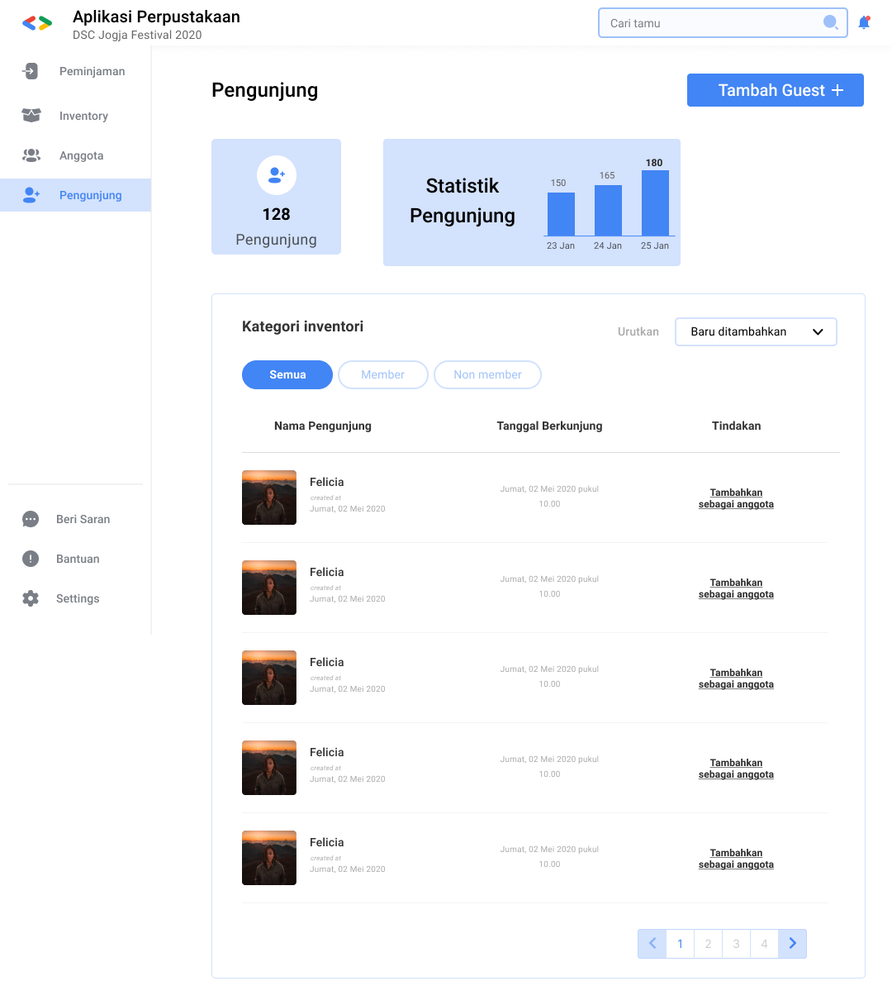 Aplikasi Perpustakaan
DSC Jogja Festival 2020
Cari tamu
Peminjaman
Inventory
Anggota
Pengunjung
Beri Saran
Bantuan
Settings
Pengunjung
Tambah Guest +
128
Pengunjung
Statistik
Pengunjung
150
165
180
23 Jan
24 Jan
25 Jan
Kategori inventori
Urutkan
Baru ditambahkan
Semua
Member
Non member
Nama Pengunjung
Tanggal Berkunjung
Tindakan
Felicia
created at
Jumat, 02 Mei 2020
Jumat, 02 Mei 2020 pukul
10.00
Tambahkan
sebagai anggota
Felicia
created at
Jumat, 02 Mei 2020
Jumat, 02 Mei 2020 pukul
10.00
Tambahkan
sebagai anggota
Felicia
created at
Jumat, 02 Mei 2020
Jumat, 02 Mei 2020 pukul
10.00
Tambahkan
sebagai anggota
Felicia
created at
Jumat, 02 Mei 2020
Jumat, 02 Mei 2020 pukul
10.00
Tambahkan
sebagai anggota
Felicia
created at
Jumat, 02 Mei 2020
Jumat, 02 Mei 2020 pukul
10.00
Tambahkan
sebagai anggota
1
2
3
4